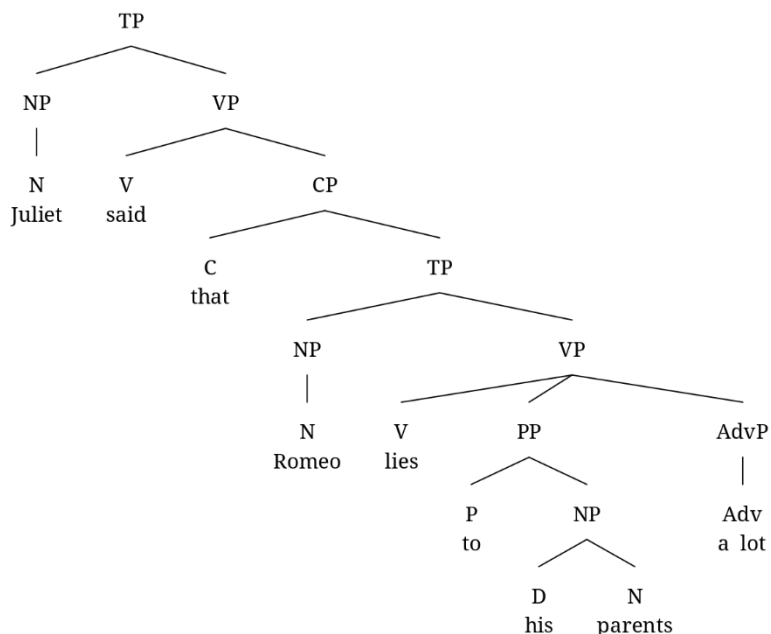 TP
NP VP
N V CP
Juliet said
C TP
that
NP VP
N V PP AdvP
Romeo lies
P NP Adv
to a lot
D N
his parents